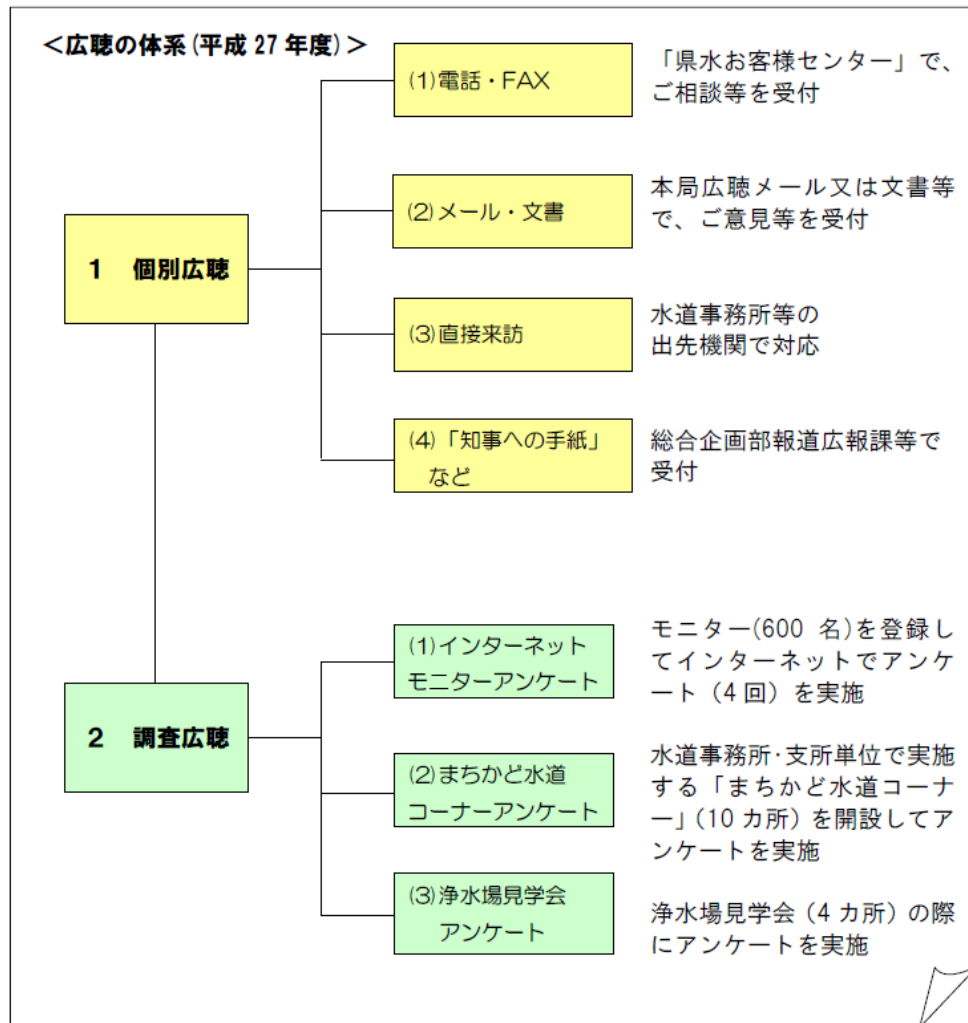 ＜広聴の体系(平成 27 年度)＞
(1)電話・FAX
「県水お客様センター」で、
ご相談等を受付
(2)メール・文書
本局広聴メール又は文書等
で、ご意見等を受付
1 個別広聴
(3)直接来訪
水道事務所等の
出先機関で対応
(4)「知事への手紙」
など
総合企画部報道広報課等で
受付
(1)インターネット
モニターアンケート
モニター(600 名)を登録し
てインターネットでアンケ
ート（4 回）を実施
2 調査広聴
(2)まちかど水道
コーナーアンケート
水道事務所･支所単位で実施
する「まちかど水道コーナ
ー」(10 カ所）を開設してア
ンケートを実施
(3)浄水場見学会
アンケート
浄水場見学会（4 カ所）の際
にアンケートを実施